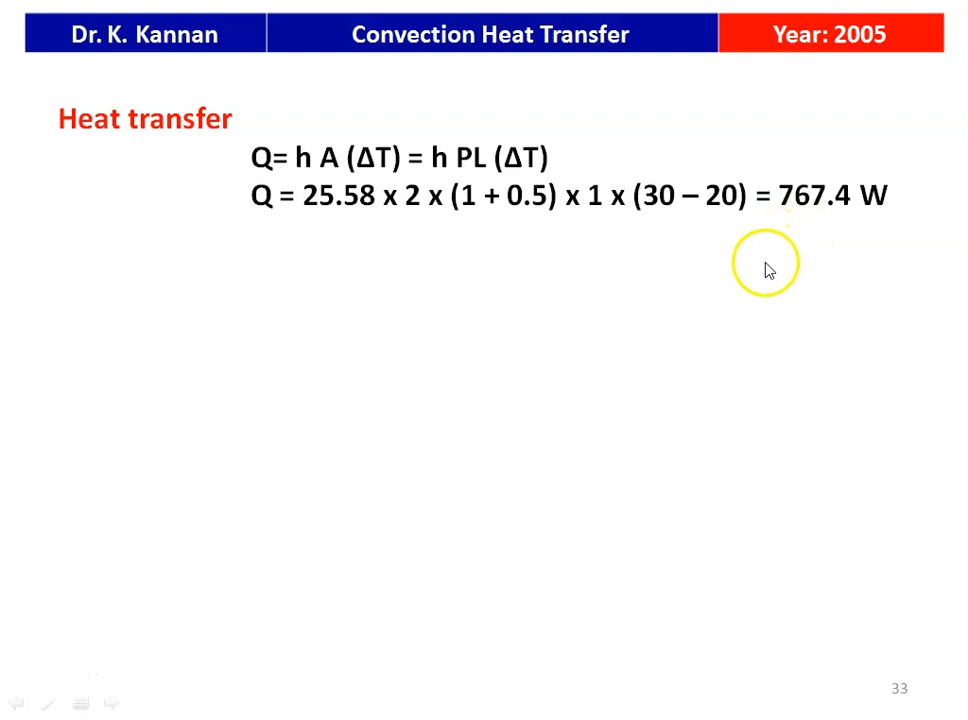 Dr. K. Kannan Convection Heat Transfer Year: 2005
Heat transfer
Q= h A (ΔT) = h PL (ΔT)
Q = 25.58 x 2 x (1 + 0.5) x 1 x (30 – 20) = 767.4 W
33